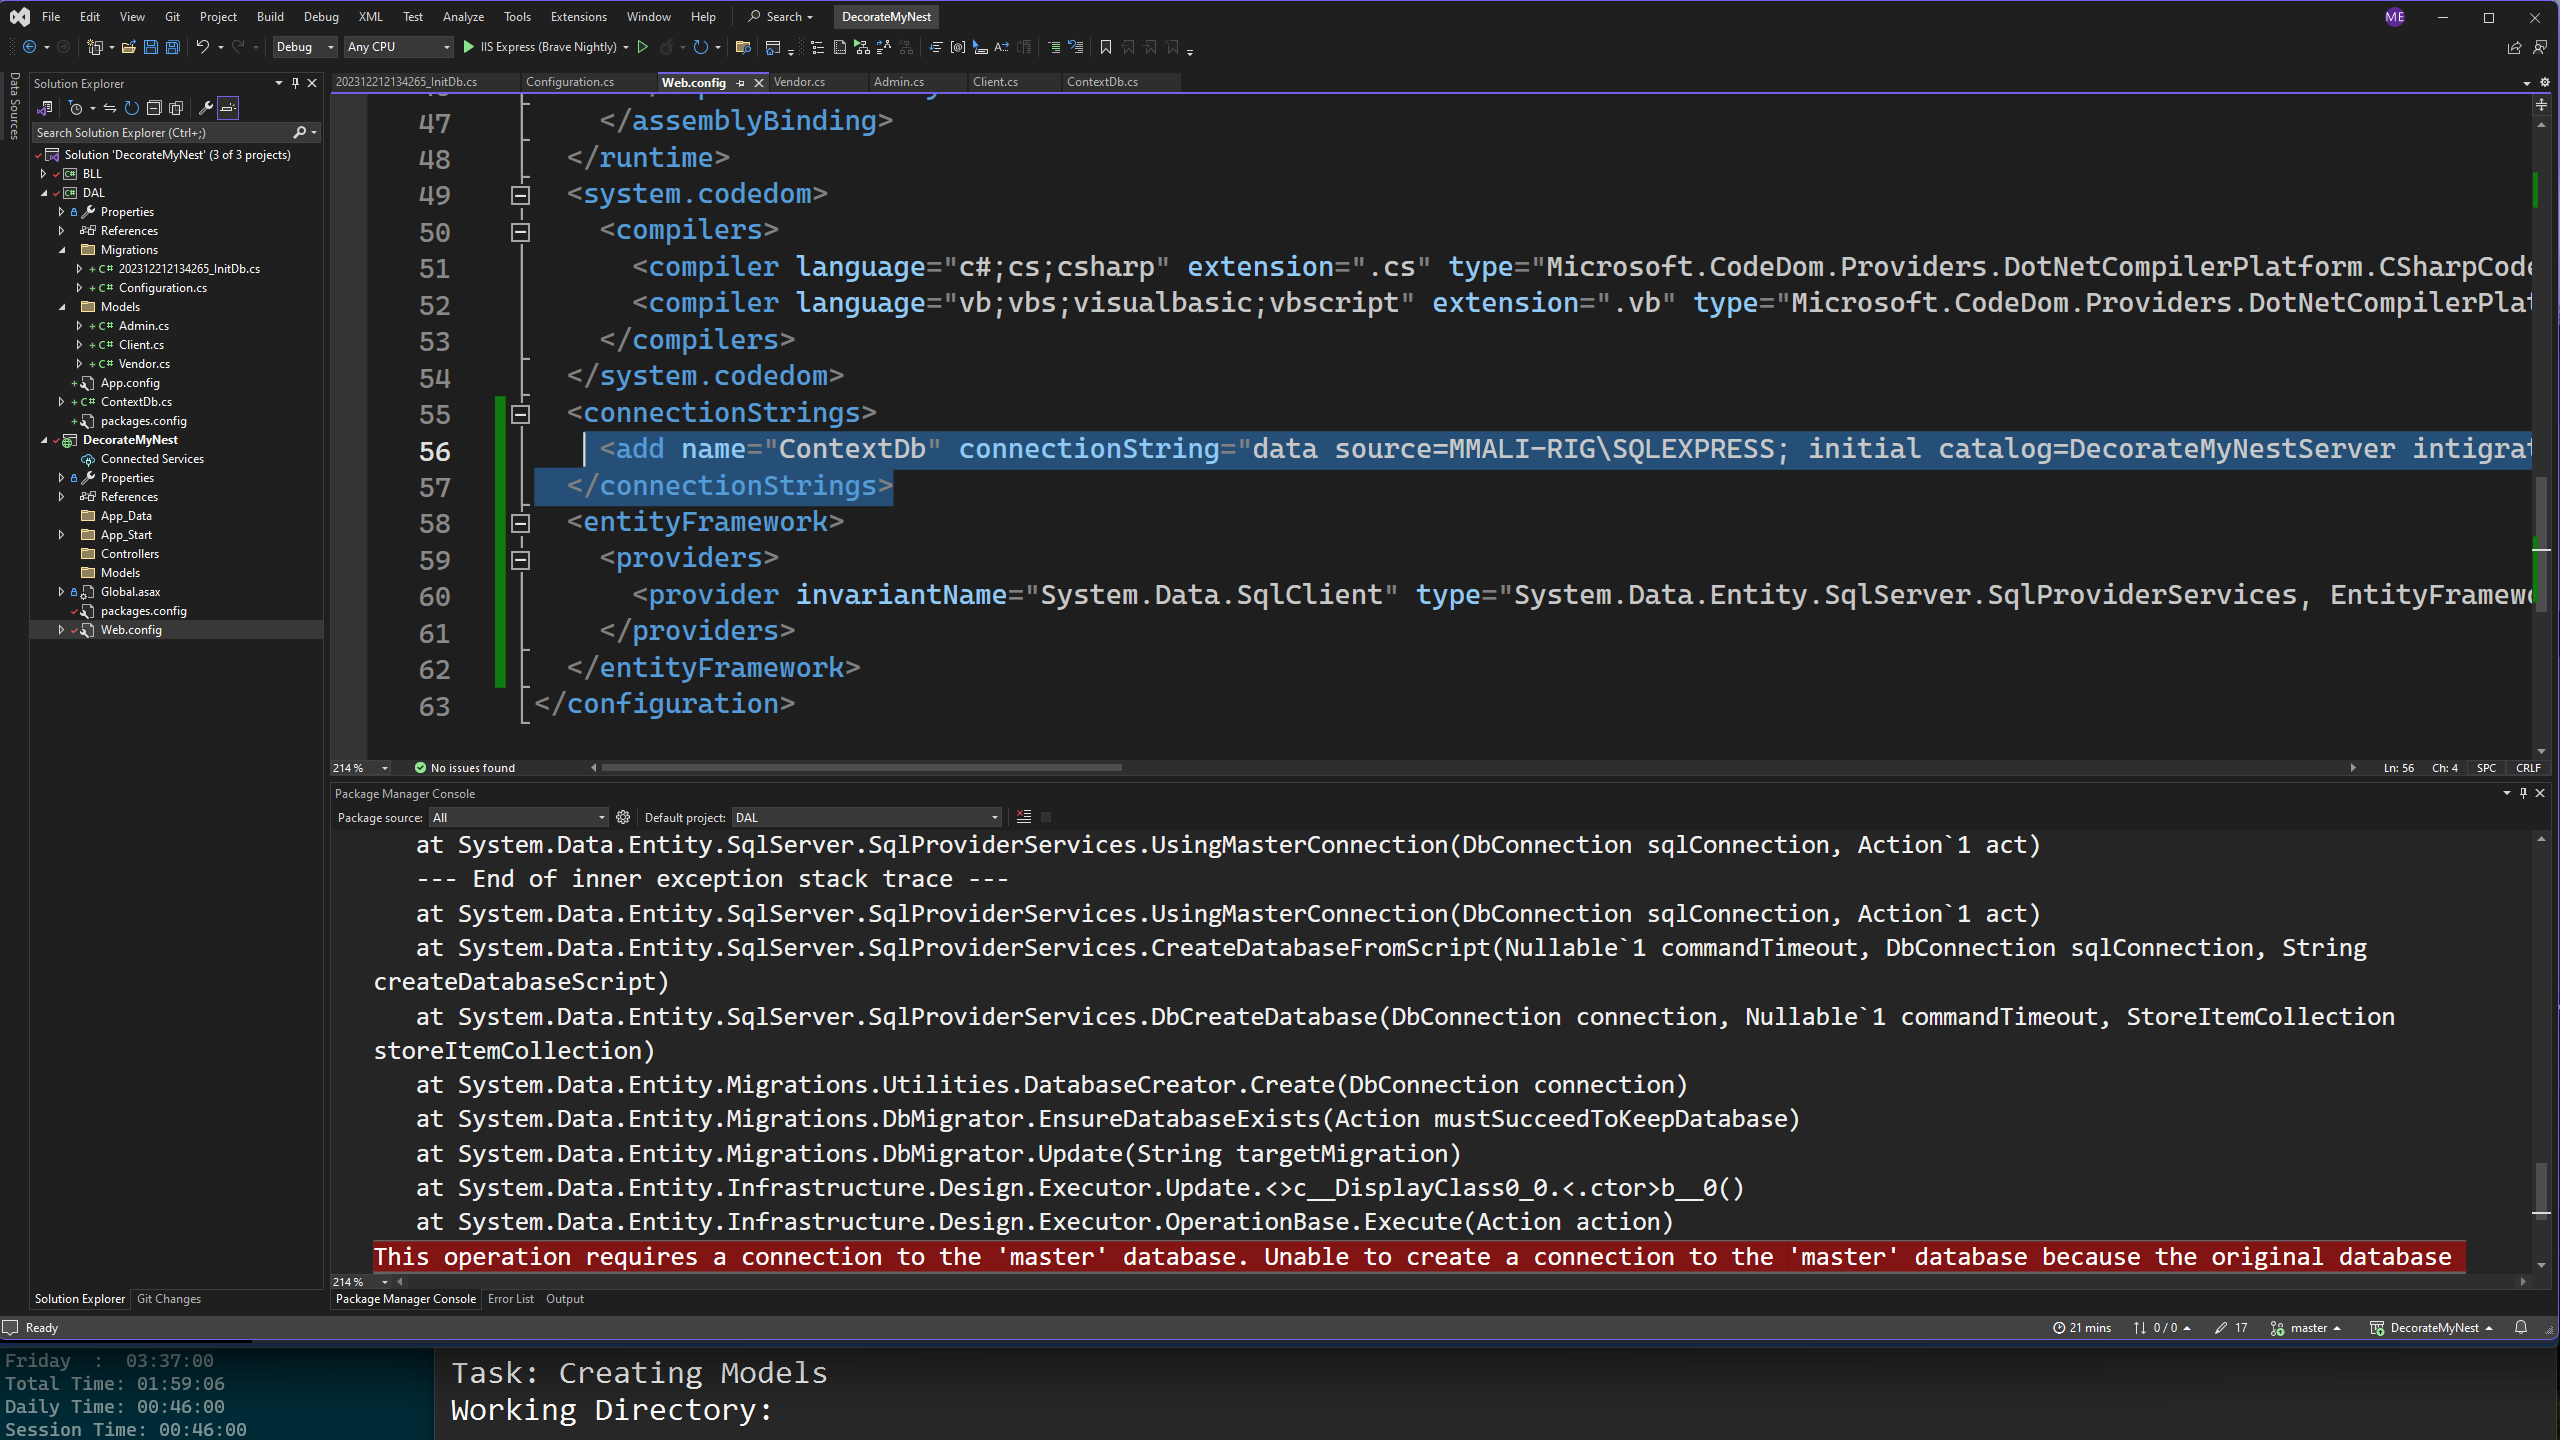 File Edit View Git Project Build Debug XML Test Analyze Tools Extensions Window Help Search DecorateMyNest ME
Debug Any CPU IIS Express (Brave Nightly)
Data Sources
Solution Explorer
Search Solution Explorer (Ctrl+;)
Solution 'DecorateMyNest' (3 of 3 projects)
BLL
DAL
Properties
References
Migrations
202312212134265_InitDb.cs
Configuration.cs
Models
Admin.cs
Client.cs
Vendor.cs
App.config
ContextDb.cs
packages.config
DecorateMyNest
Connected Services
Properties
References
App_Data
App_Start
Controllers
Models
Global.asax
packages.config
Web.config
Solution Explorer Git Changes
202312212134265_InitDb.cs Configuration.cs Web.config Vendor.cs Admin.cs Client.cs ContextDb.cs
47 </assemblyBinding>
48 </runtime>
49 <system.codedom>
50 <compilers>
51 <compiler language="c#;cs;csharp" extension=".cs" type="Microsoft.CodeDom.Providers.DotNetCompilerPlatform.CSharpCode
52 <compiler language="vb;vbs;visualbasic;vbscript" extension=".vb" type="Microsoft.CodeDom.Providers.DotNetCompilerPlat
53 </compilers>
54 </system.codedom>
55 <connectionStrings>
56 <add name="ContextDb" connectionString="data source=MMALI-RIG\SQLEXPRESS; initial catalog=DecorateMyNestServer intigrat
57 </connectionStrings>
58 <entityFramework>
59 <providers>
60 <provider invariantName="System.Data.SqlClient" type="System.Data.Entity.SqlServer.SqlProviderServices, EntityFramewo
61 </providers>
62 </entityFramework>
63 </configuration>
214 % No issues found Ln: 56 Ch: 4 SPC CRLF
Package Manager Console
Package source: All Default project: DAL
at System.Data.Entity.SqlServer.SqlProviderServices.UsingMasterConnection(DbConnection sqlConnection, Action`1 act)
--- End of inner exception stack trace ---
at System.Data.Entity.SqlServer.SqlProviderServices.UsingMasterConnection(DbConnection sqlConnection, Action`1 act)
at System.Data.Entity.SqlServer.SqlProviderServices.CreateDatabaseFromScript(Nullable`1 commandTimeout, DbConnection sqlConnection, String
createDatabaseScript)
at System.Data.Entity.SqlServer.SqlProviderServices.DbCreateDatabase(DbConnection connection, Nullable`1 commandTimeout, StoreItemCollection
storeItemCollection)
at System.Data.Entity.Migrations.Utilities.DatabaseCreator.Create(DbConnection connection)
at System.Data.Entity.Migrations.DbMigrator.EnsureDatabaseExists(Action mustSucceedToKeepDatabase)
at System.Data.Entity.Migrations.DbMigrator.Update(String targetMigration)
at System.Data.Entity.Infrastructure.Design.Executor.Update.<>c__DisplayClass0_0.<.ctor>b__0()
at System.Data.Entity.Infrastructure.Design.Executor.OperationBase.Execute(Action action)
This operation requires a connection to the 'master' database. Unable to create a connection to the 'master' database because the original database
214 %
Package Manager Console Error List Output
Ready 21 mins 0 / 0 17 master DecorateMyNest
Friday : 03:37:00
Total Time: 01:59:06
Daily Time: 00:46:00
Session Time: 00:46:00
Task: Creating Models
Working Directory: